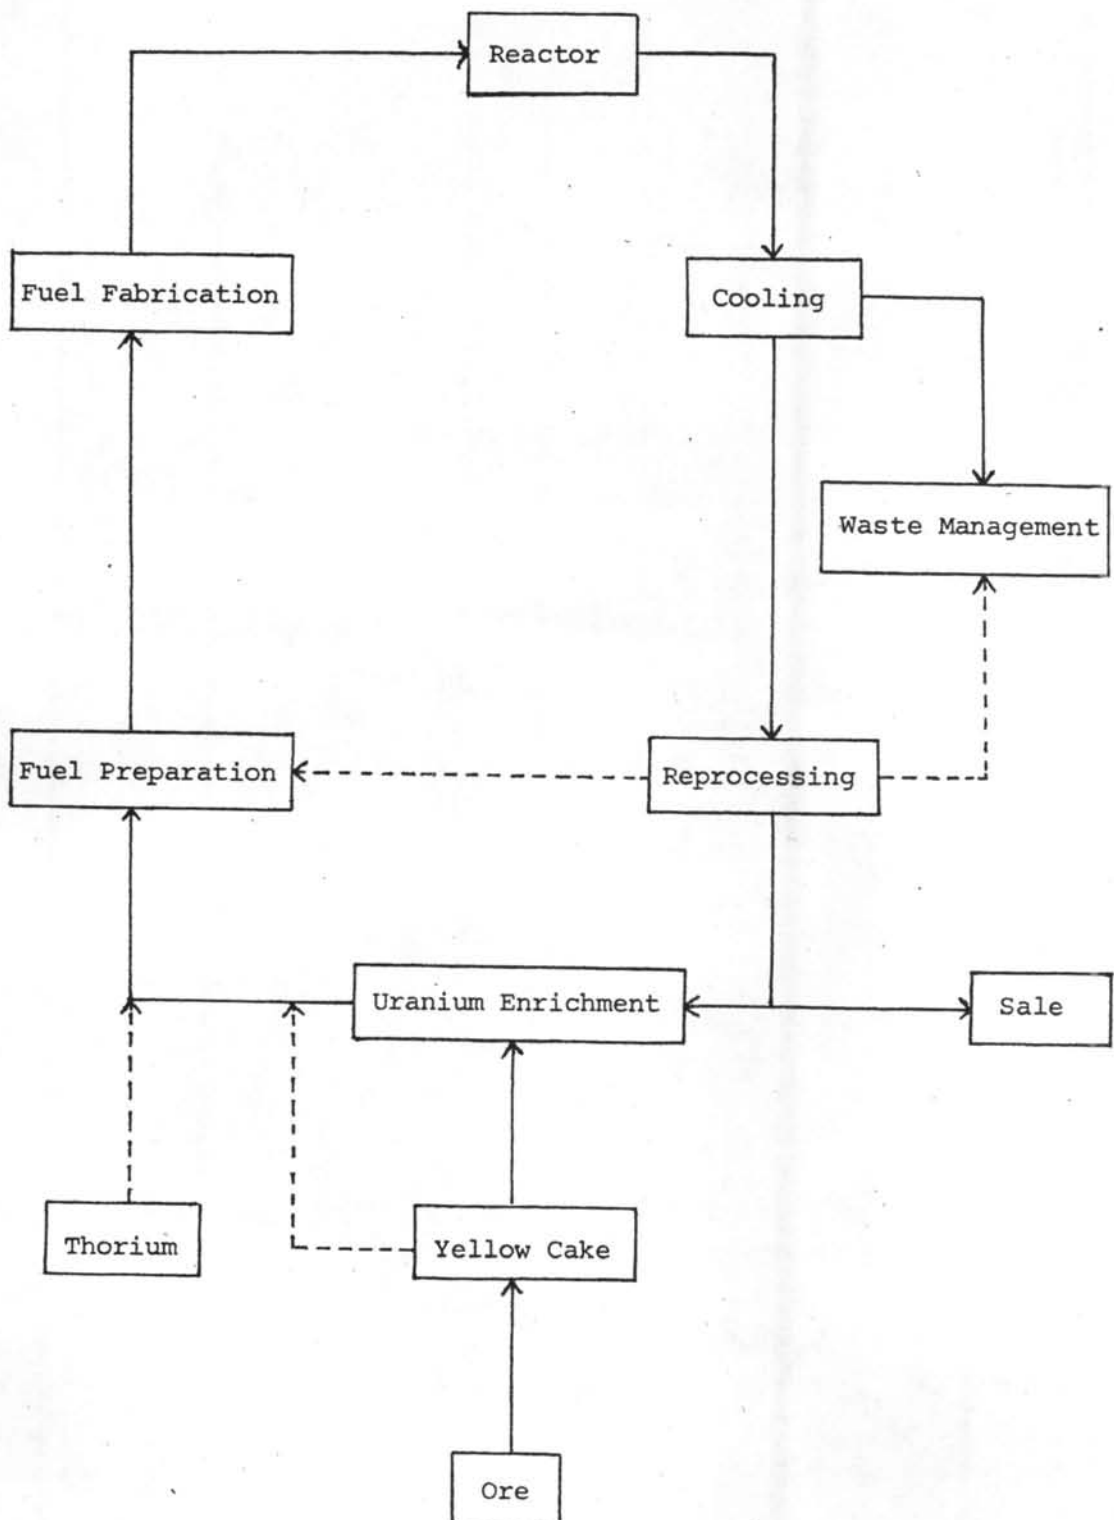 Reactor
Fuel Fabrication
Cooling
Waste Management
Fuel Preparation
Reprocessing
Uranium Enrichment
Sale
Thorium
Yellow Cake
Ore